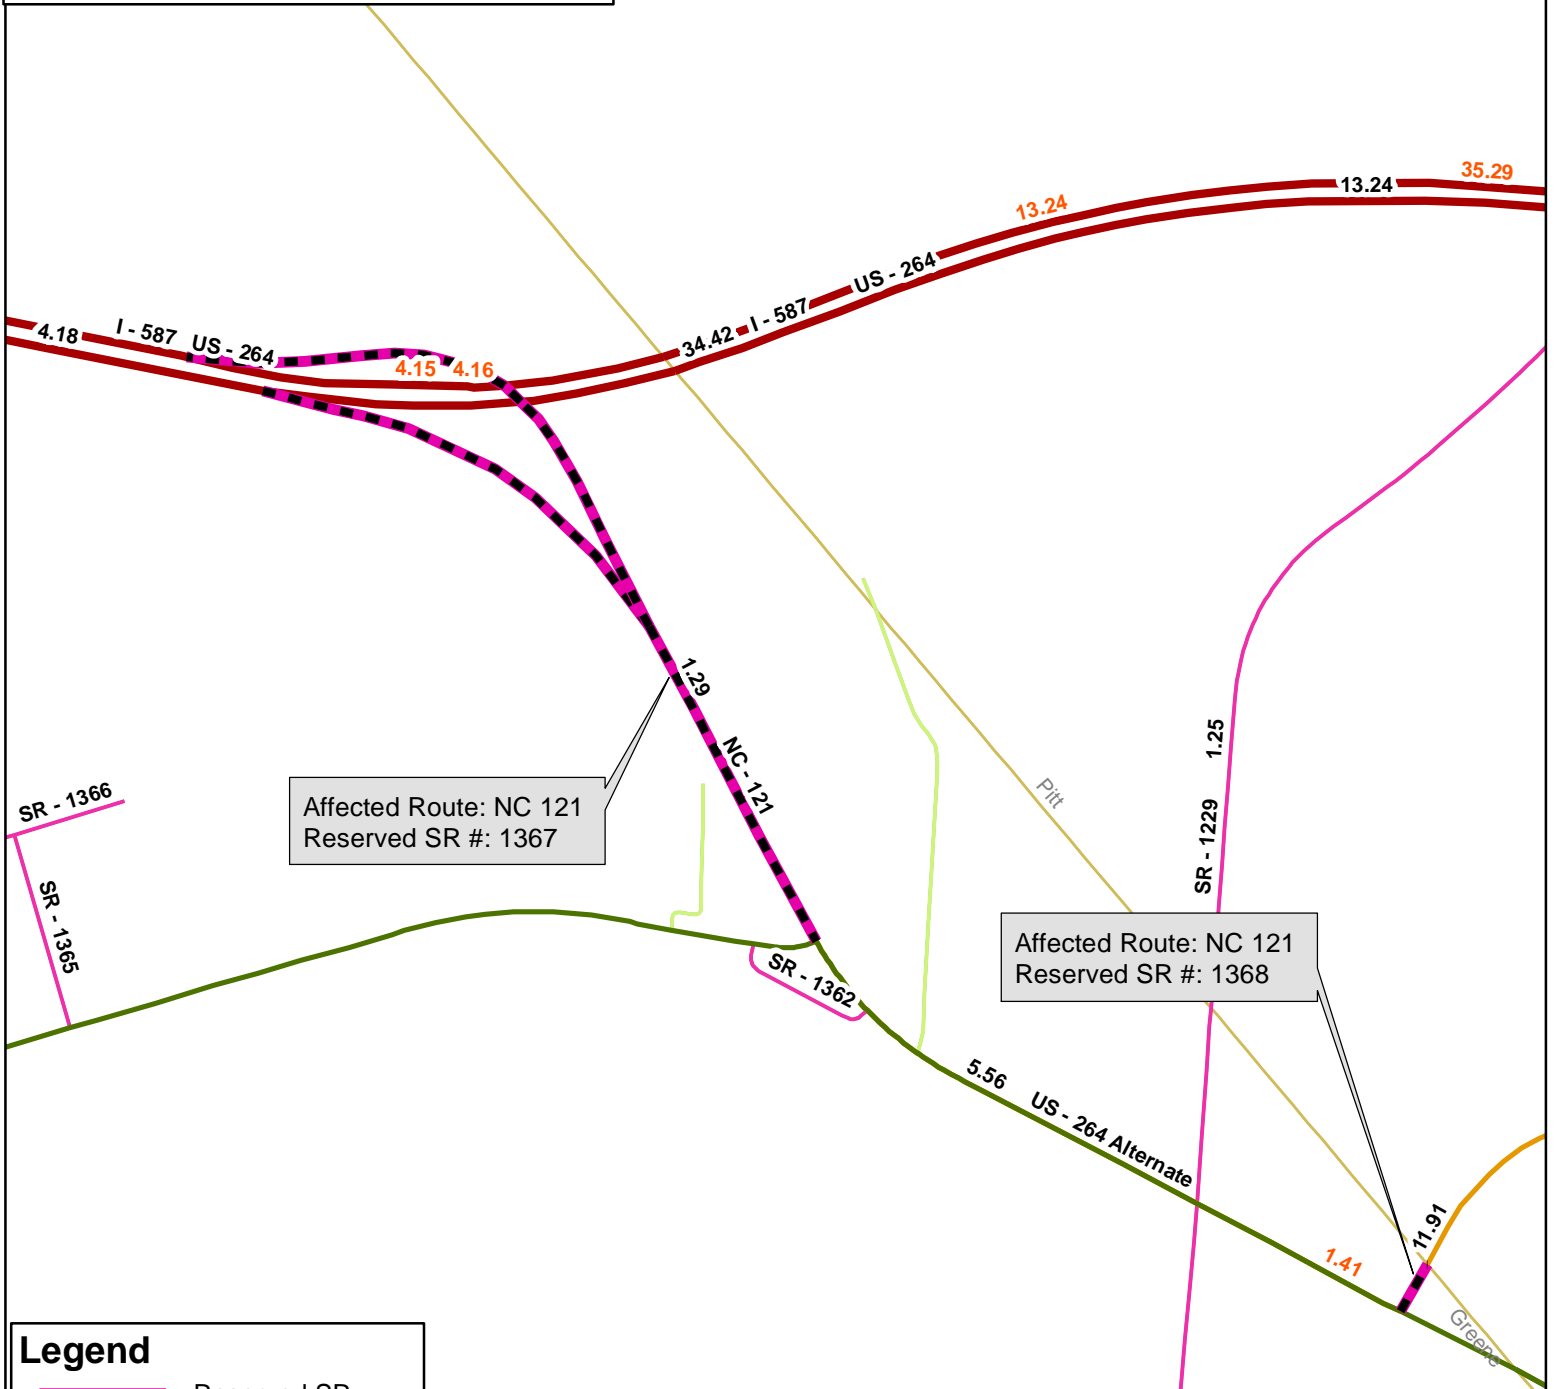 35.29
13.24
13.24
US - 264
I - 587
34.42
4.18
I - 587
US - 264
4.15
4.16
1.29
NC - 121
1.25
SR - 1229
Pitt
SR - 1366
SR - 1365
Affected Route: NC 121
Reserved SR #: 1367
SR - 1362
Affected Route: NC 121
Reserved SR #: 1368
5.56
US - 264 Alternate
11.91
1.41
Greene
Legend
Reserved SR